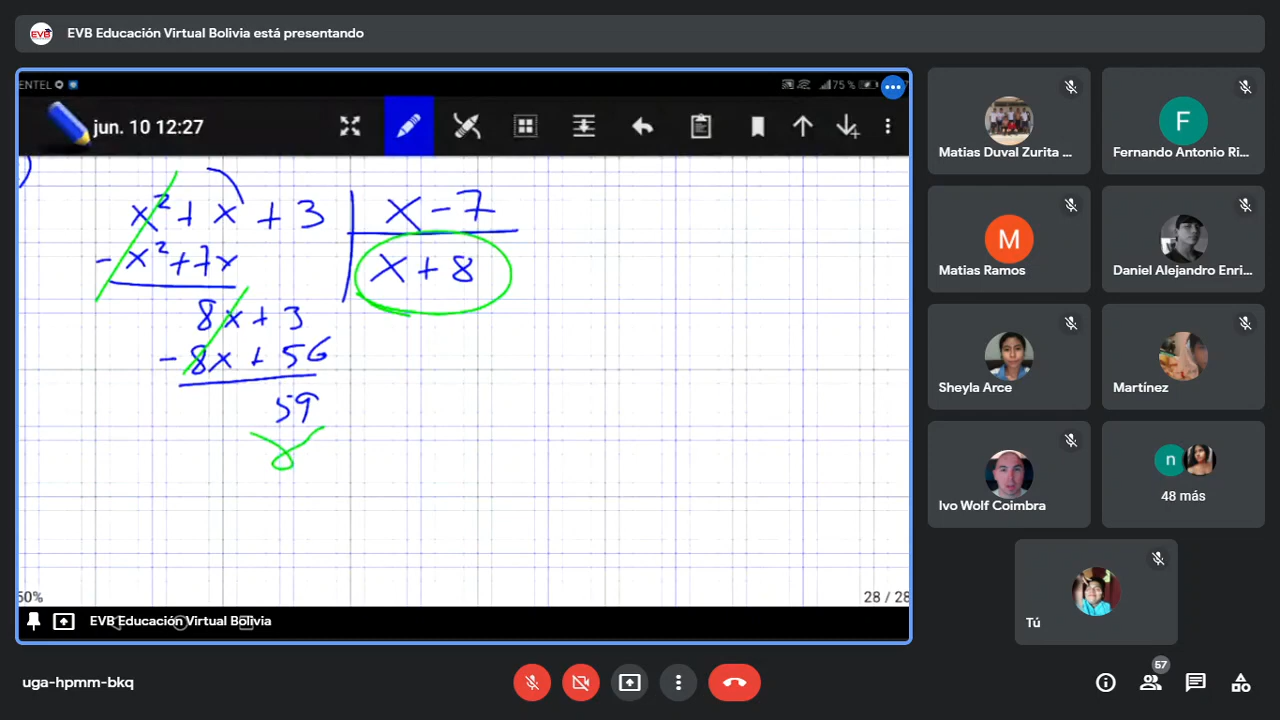 EVB EVB Educación Virtual Bolivia está presentando
ENTEL 75 %
jun. 10 12:27
x² + x + 3 | x - 7
- x² + 7x | x + 8
8x + 3
- 8x + 56
59
50% 28 / 28
EVB Educación Virtual Bolivia
Matias Duval Zurita ...
F
Fernando Antonio Ri...
M
Matias Ramos
Daniel Alejandro Enri...
Sheyla Arce
Martínez
Ivo Wolf Coimbra
n
48 más
Tú
uga-hpmm-bkq
57